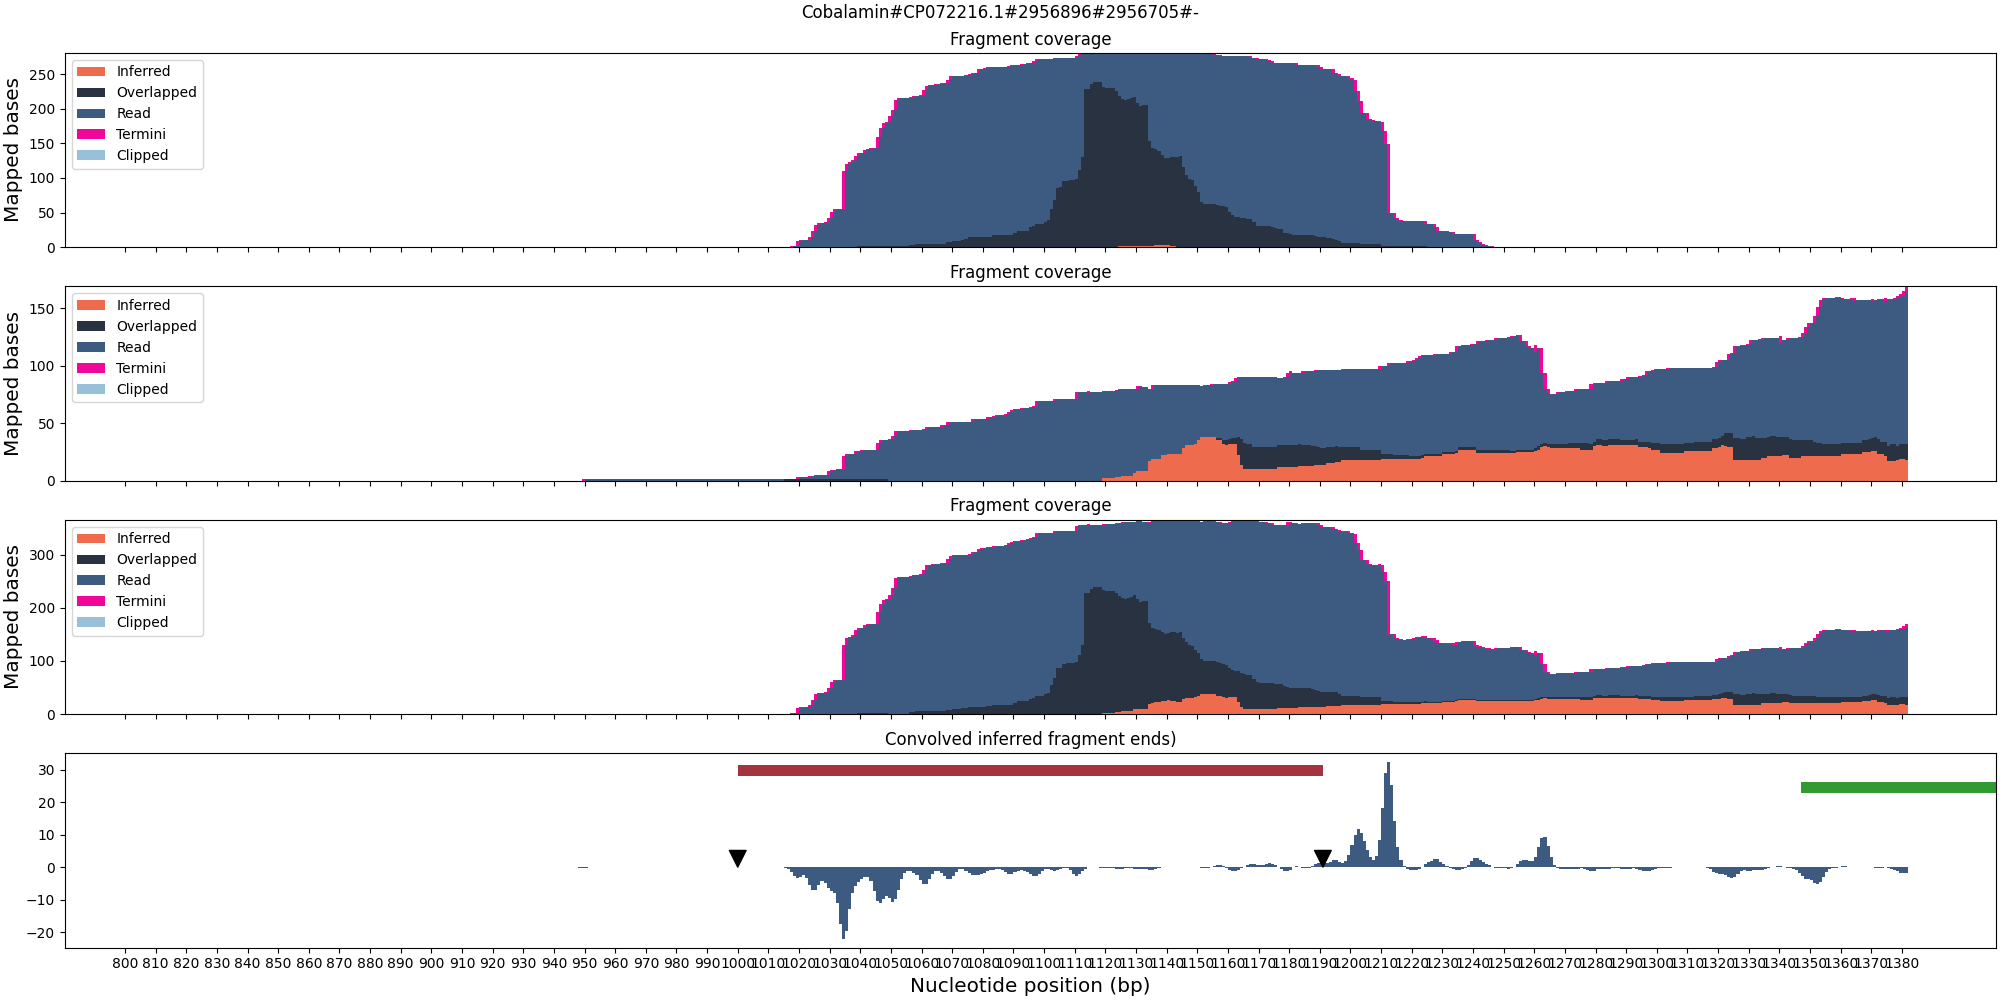 Cobalamin#CP072216.1#2956896#2956705#-
Fragment coverage
Mapped bases
250
200
150
100
50
0
Inferred
Overlapped
Read
Termini
Clipped
Fragment coverage
Mapped bases
150
100
50
0
Inferred
Overlapped
Read
Termini
Clipped
Fragment coverage
Mapped bases
300
200
100
0
Inferred
Overlapped
Read
Termini
Clipped
Convolved inferred fragment ends)
30
20
10
0
−10
−20
800 810 820 830 840 850 860 870 880 890 900 910 920 930 940 950 960 970 980 990 1000 1010 1020 1030 1040 1050 1060 1070 1080 1090 1100 1110 1120 1130 1140 1150 1160 1170 1180 1190 1200 1210 1220 1230 1240 1250 1260 1270 1280 1290 1300 1310 1320 1330 1340 1350 1360 1370 1380
Nucleotide position (bp)